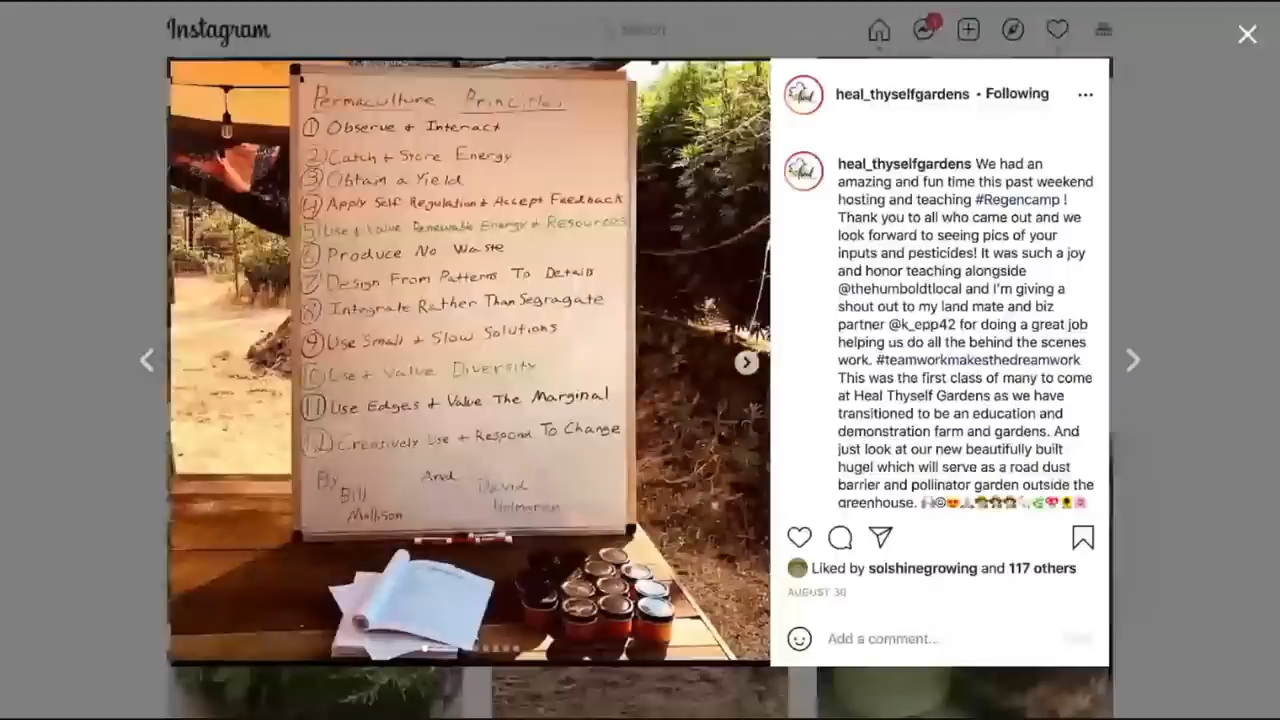 Instagram
Search
Permaculture Principles
1 Observe + Interact
2 Catch + Store Energy
3 Obtain a Yield
4 Apply Self Regulation + Accept Feedback
5 Use + Value Renewable Energy + Resources
6 Produce No Waste
7 Design From Patterns To Details
8 Integrate Rather Than Segragate
9 Use Small + Slow Solutions
10 Use + Value Diversity
11 Use Edges + Value The Marginal
12 Creatively Use + Respond To Change
By And David
Bill
Mollison
heal_thyselfgardens • Following
heal_thyselfgardens We had an
amazing and fun time this past weekend
hosting and teaching #Regencamp !
Thank you to all who came out and we
look forward to seeing pics of your
inputs and pesticides! It was such a joy
and honor teaching alongside
@thehumboldtlocal and I'm giving a
shout out to my land mate and biz
partner @k_epp42 for doing a great job
helping us do all the behind the scenes
work. #teamworkmakesthedreamwork
This was the first class of many to come
at Heal Thyself Gardens as we have
transitioned to be an education and
demonstration farm and gardens. And
just look at our new beautifully built
hugel which will serve as a road dust
barrier and pollinator garden outside the
greenhouse.
Liked by solshinegrowing and 117 others
AUGUST 30
Add a comment...